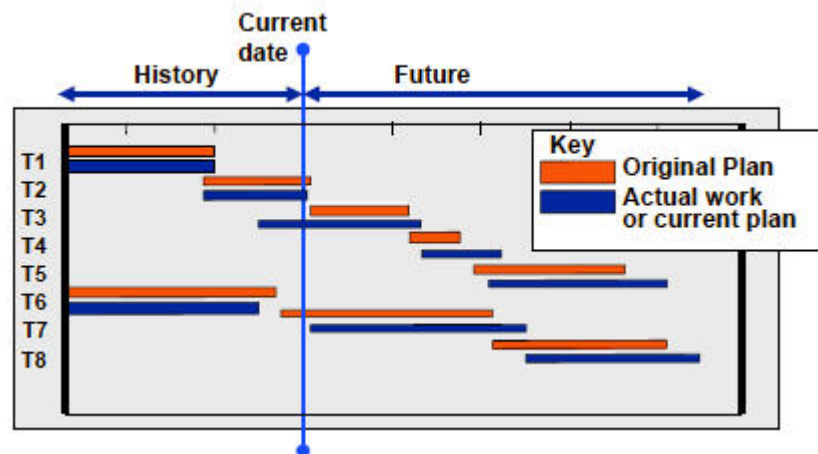 Current
date
History
Future
Key
Original Plan
Actual work
or current plan
T1
T2
T3
T4
T5
T6
T7
T8